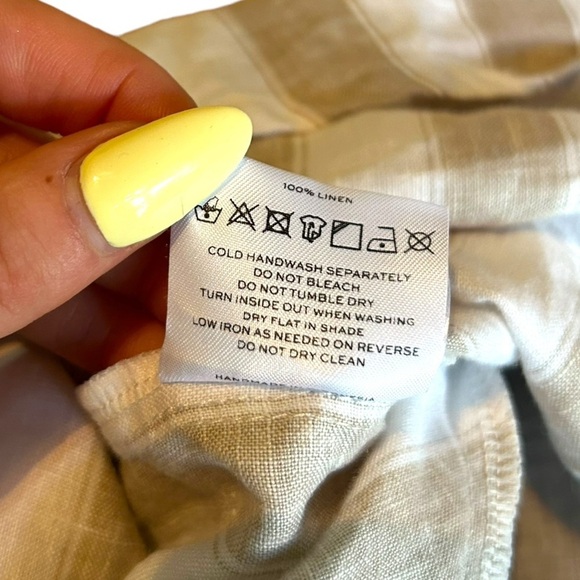 100% LINEN
COLD HANDWASH SEPARATELY
DO NOT BLEACH
DO NOT TUMBLE DRY
TURN INSIDE OUT WHEN WASHING
DRY FLAT IN SHADE
LOW IRON AS NEEDED ON REVERSE
DO NOT DRY CLEAN
HANDMADE